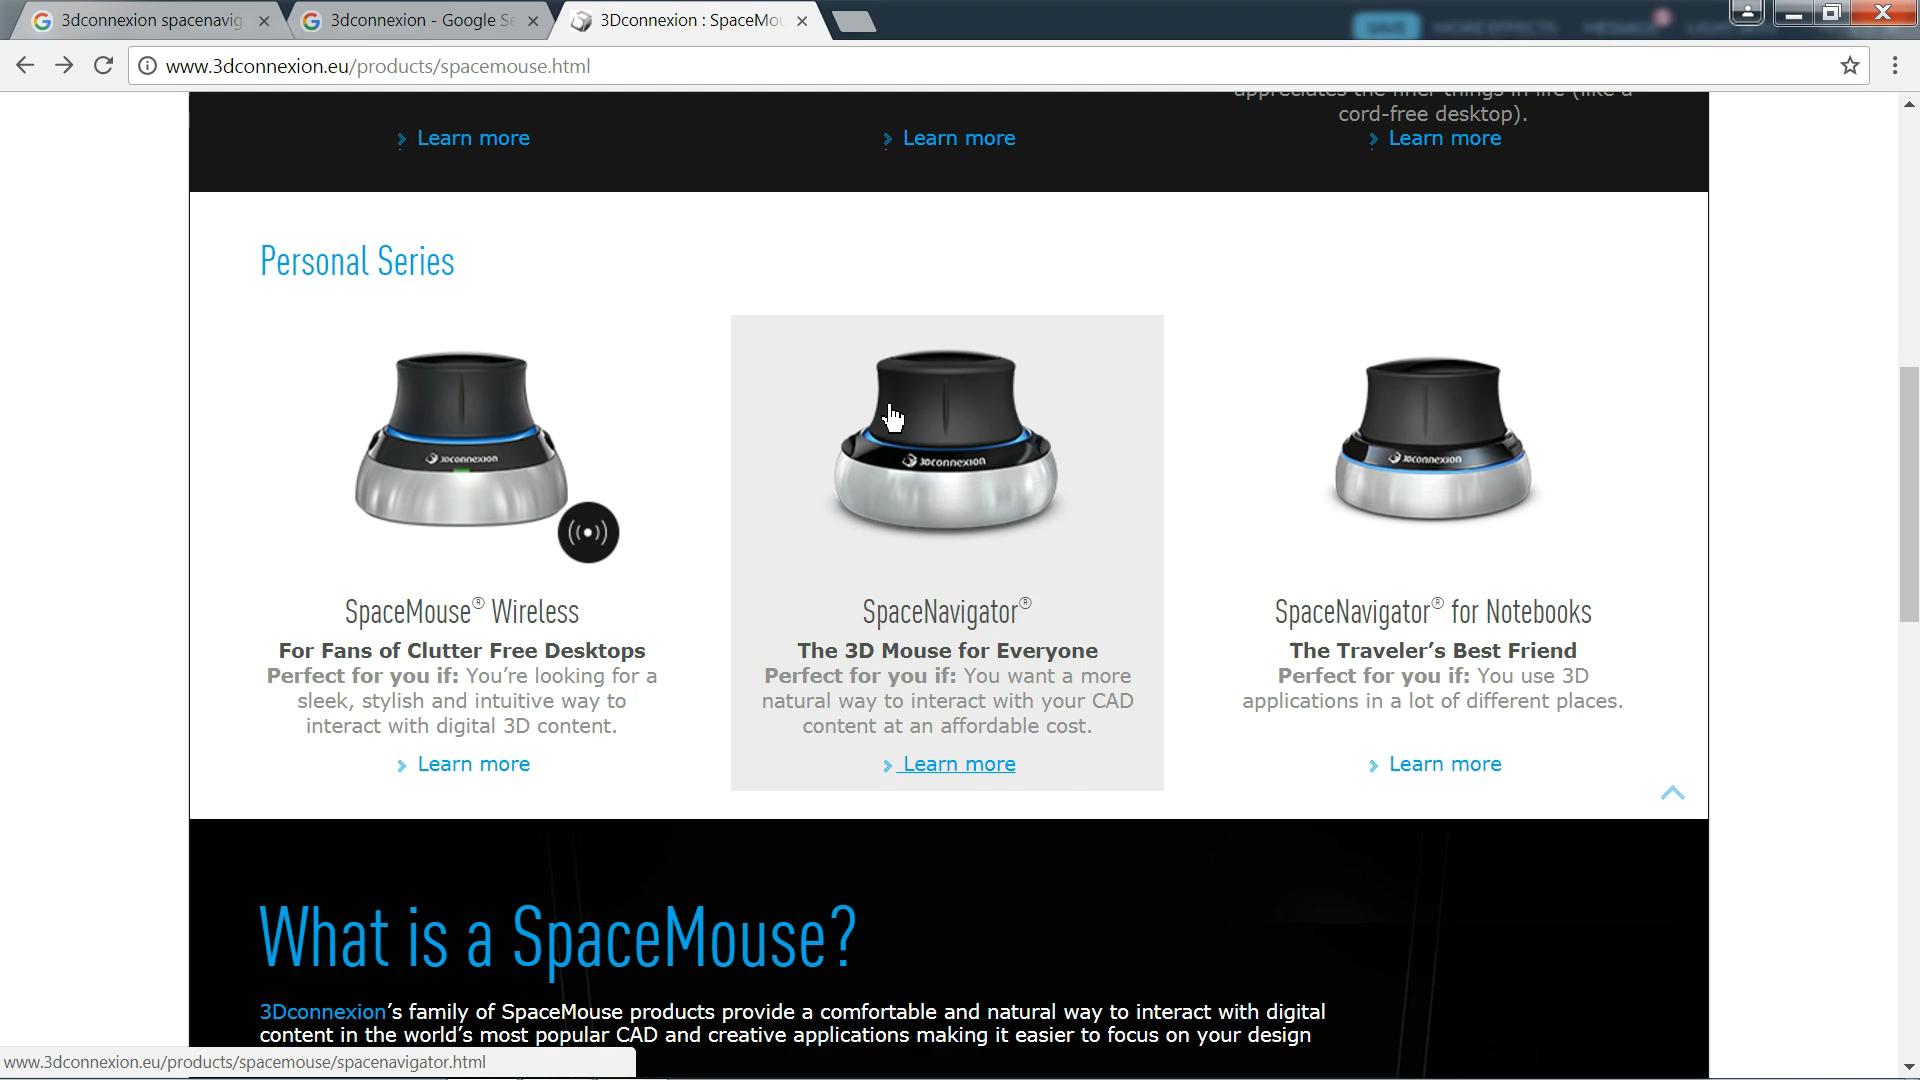 3dconnexion spacenavig
3dconnexion - Google Se
3Dconnexion : SpaceMou
SAVE
www.3dconnexion.eu/products/spacemouse.html
appreciates the finer things in life (like a
cord-free desktop).
Learn more
Learn more
Learn more
Personal Series
3Dconnexion
3Dconnexion
3Dconnexion
SpaceMouse® Wireless
For Fans of Clutter Free Desktops
Perfect for you if: You're looking for a
sleek, stylish and intuitive way to
interact with digital 3D content.
Learn more
SpaceNavigator®
The 3D Mouse for Everyone
Perfect for you if: You want a more
natural way to interact with your CAD
content at an affordable cost.
Learn more
SpaceNavigator® for Notebooks
The Traveler’s Best Friend
Perfect for you if: You use 3D
applications in a lot of different places.
Learn more
What is a SpaceMouse?
3Dconnexion’s family of SpaceMouse products provide a comfortable and natural way to interact with digital
content in the world’s most popular CAD and creative applications making it easier to focus on your design
www.3dconnexion.eu/products/spacemouse/spacenavigator.html